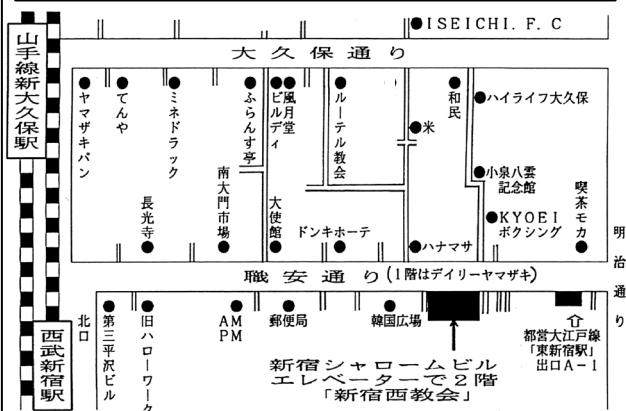 山手線新大久保駅
ISEICHI. F. C
大久保通り
ヤマザキパン
てんや
ミネドラック
ふらんす亭
ビルディ
風月堂
ルーテル教会
和民
ハイライフ大久保
米
小泉八雲
記念館
喫茶モカ
KYOEI
ボクシング
長光寺
南大門市場
大使館
ドンキホーテ
ハナマサ
明治通り
職安通り(1階はデイリーヤマザキ)
西武新宿駅
北口
第三平沢ビル
旧ハローワーク
AM
PM
郵便局
韓国広場
新宿シャロームビル
エレベーターで2階
「新宿西教会」
都営大江戸線
「東新宿駅」
出口A-1